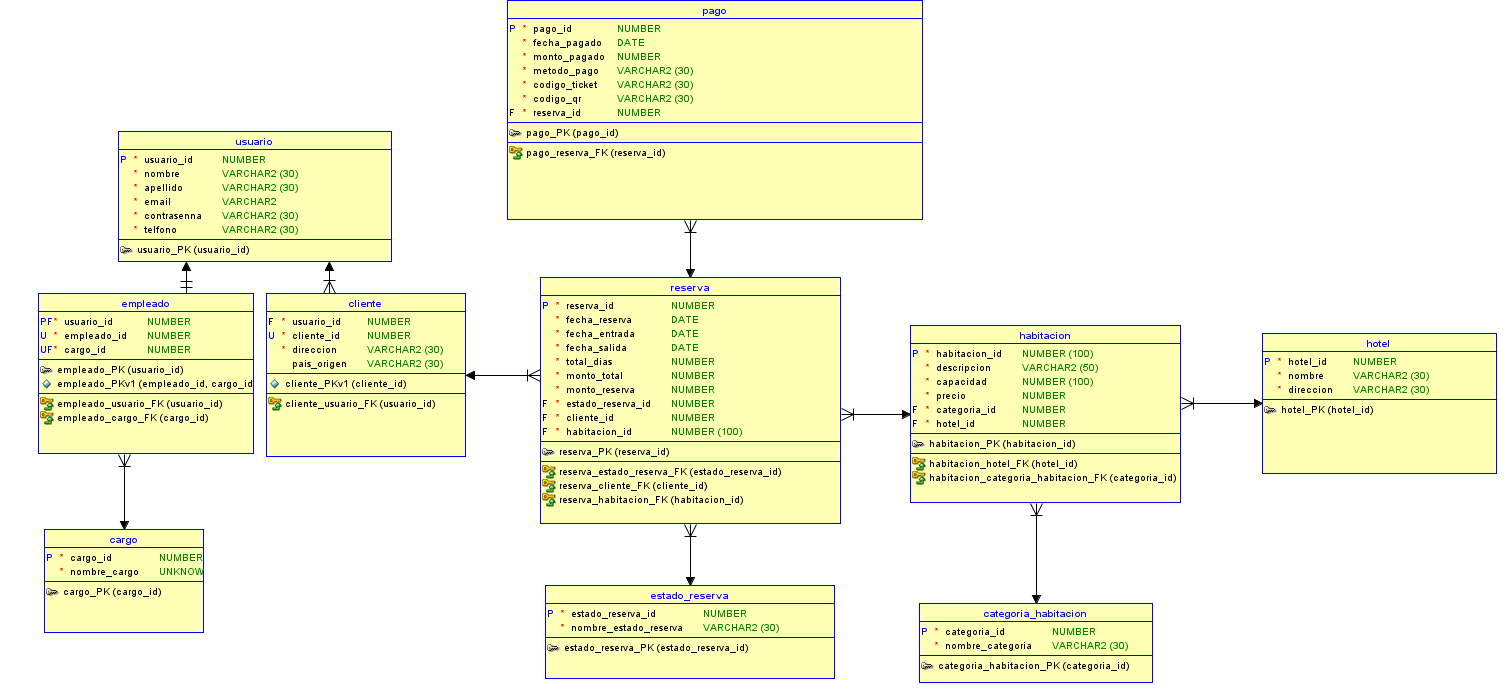 pago
P * pago_id NUMBER
* fecha_pagado DATE
* monto_pagado NUMBER
* metodo_pago VARCHAR2 (30)
* codigo_ticket VARCHAR2 (30)
* codigo_qr VARCHAR2 (30)
F * reserva_id NUMBER
pago_PK (pago_id)
pago_reserva_FK (reserva_id)
usuario
P * usuario_id NUMBER
* nombre VARCHAR2 (30)
* apellido VARCHAR2 (30)
* email VARCHAR2
* contrasenna VARCHAR2 (30)
* telfono VARCHAR2 (30)
usuario_PK (usuario_id)
empleado
PF* usuario_id NUMBER
U * empleado_id NUMBER
UF* cargo_id NUMBER
empleado_PK (usuario_id)
empleado_PKv1 (empleado_id, cargo_id
empleado_usuario_FK (usuario_id)
empleado_cargo_FK (cargo_id)
cliente
F * usuario_id NUMBER
U * cliente_id NUMBER
* direccion VARCHAR2 (30)
pais_origen VARCHAR2 (30)
cliente_PKv1 (cliente_id)
cliente_usuario_FK (usuario_id)
reserva
P * reserva_id NUMBER
* fecha_reserva DATE
* fecha_entrada DATE
* fecha_salida DATE
* total_dias NUMBER
* monto_total NUMBER
* monto_reserva NUMBER
F * estado_reserva_id NUMBER
F * cliente_id NUMBER
F * habitacion_id NUMBER (100)
reserva_PK (reserva_id)
reserva_estado_reserva_FK (estado_reserva_id)
reserva_cliente_FK (cliente_id)
reserva_habitacion_FK (habitacion_id)
habitacion
P * habitacion_id NUMBER (100)
* descripcion VARCHAR2 (50)
* capacidad NUMBER (100)
* precio NUMBER
F * categoria_id NUMBER
F * hotel_id NUMBER
habitacion_PK (habitacion_id)
habitacion_hotel_FK (hotel_id)
habitacion_categoria_habitacion_FK (categoria_id)
hotel
P * hotel_id NUMBER
* nombre VARCHAR2 (30)
* direccion VARCHAR2 (30)
hotel_PK (hotel_id)
cargo
P * cargo_id NUMBER
* nombre_cargo UNKNOW
cargo_PK (cargo_id)
estado_reserva
P * estado_reserva_id NUMBER
* nombre_estado_reserva VARCHAR2 (30)
estado_reserva_PK (estado_reserva_id)
categoria_habitacion
P * categoria_id NUMBER
* nombre_categoria VARCHAR2 (30)
categoria_habitacion_PK (categoria_id)